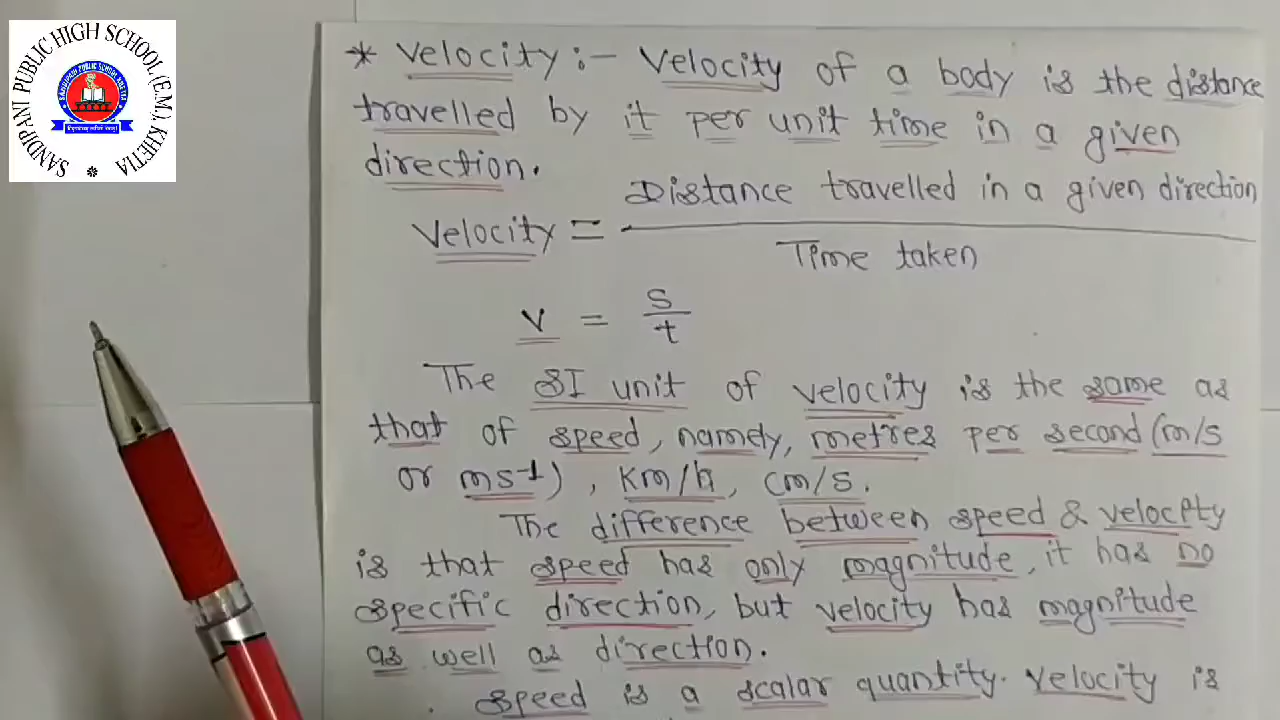 SANDIPANI PUBLIC HIGH SCHOOL (E.M), KHETIA
* Velocity :- Velocity of a body is the distance
travelled by it per unit time in a given
direction.
Distance travelled in a given direction
Velocity =
Time taken
V = S/t
The SI unit of velocity is the same as
that of speed, namely, metres per second (m/s
or ms⁻¹), Km/h, cm/s.
The difference between speed & velocity
is that speed has only magnitude, it has no
specific direction, but velocity has magnitude
as well as direction.
Speed is a scalar quantity. Velocity is